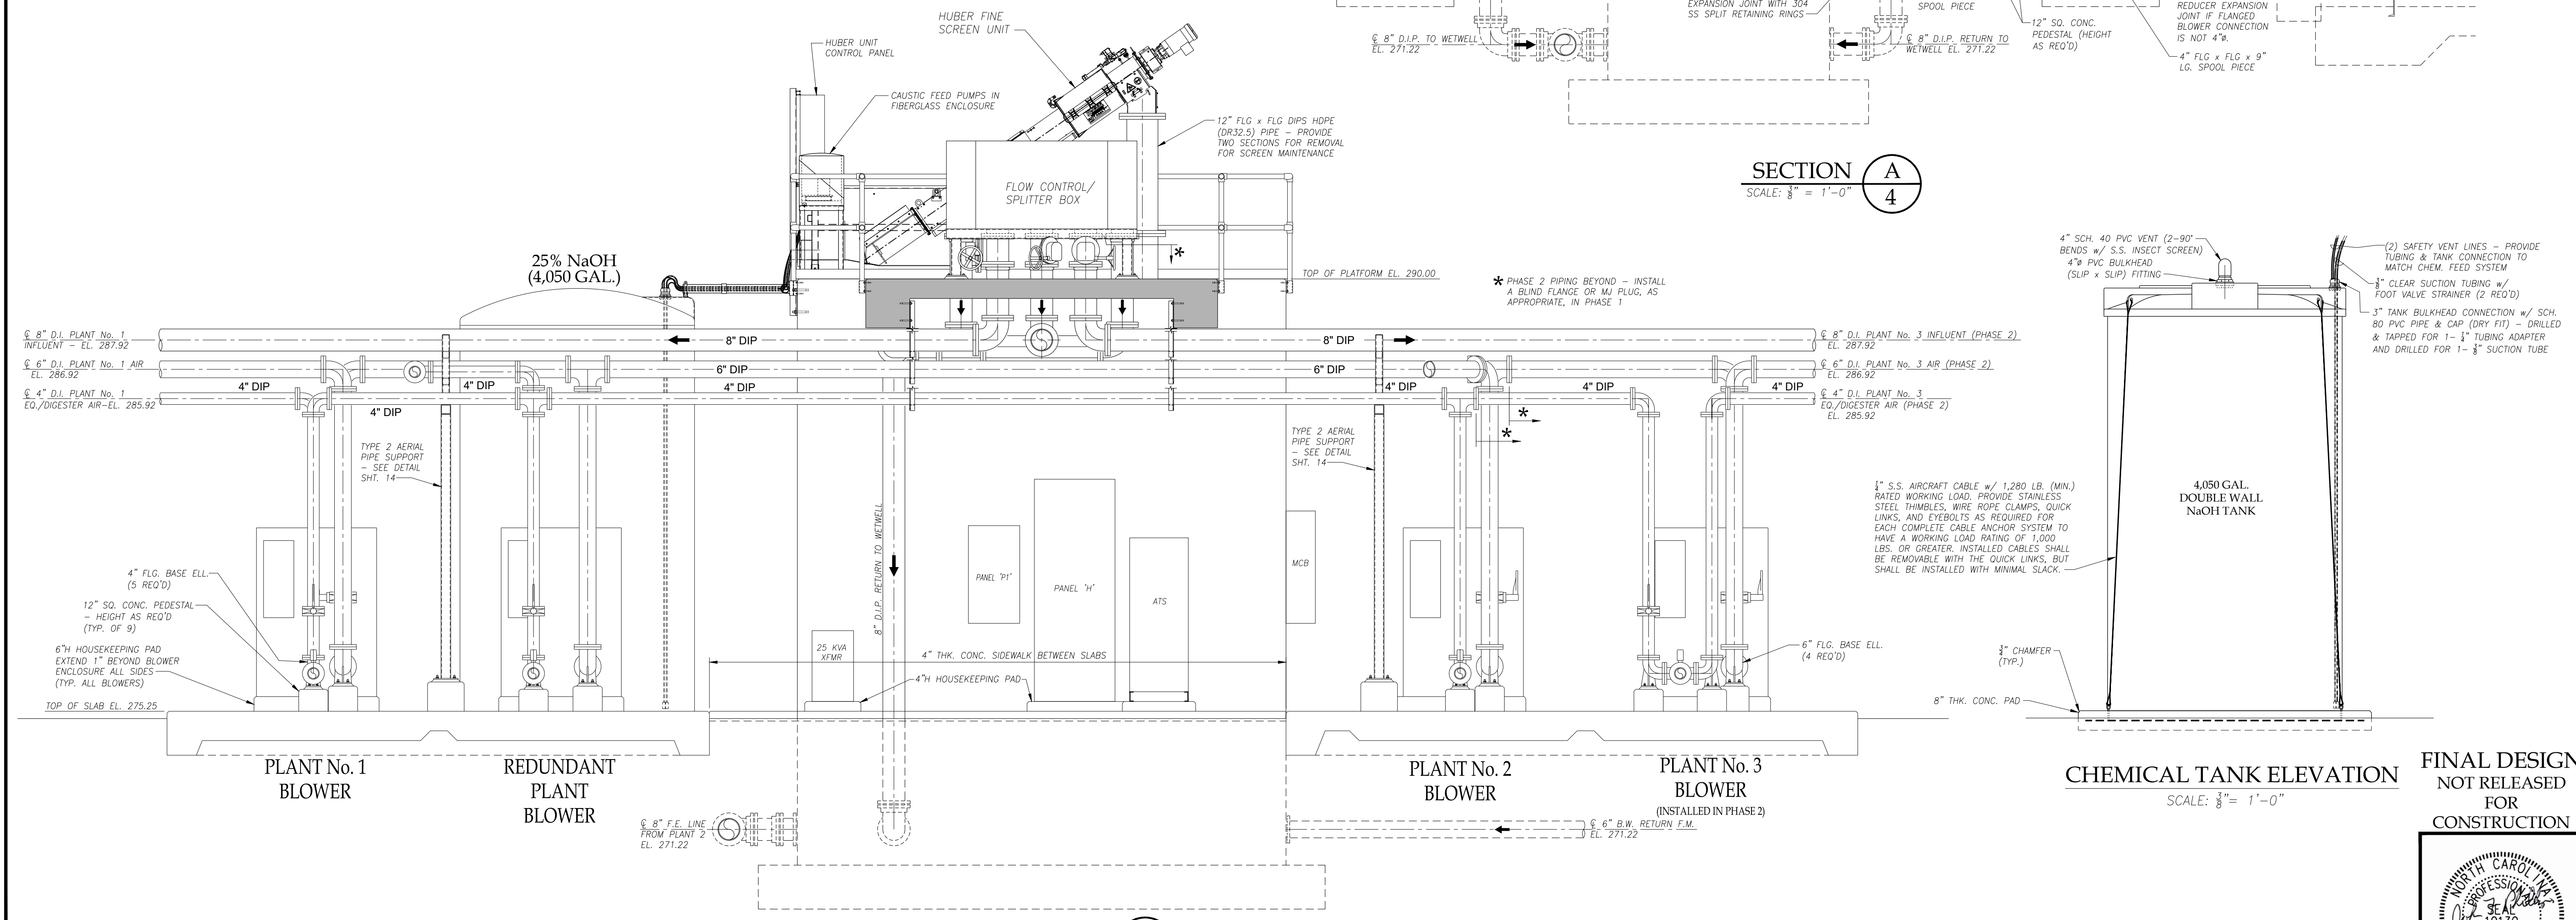 HUBER FINE
SCREEN UNIT
HUBER UNIT
CONTROL PANEL
CAUSTIC FEED PUMPS IN
FIBERGLASS ENCLOSURE
12" FLG x FLG DIPS HDPE
(DR32.5) PIPE – PROVIDE
TWO SECTIONS FOR REMOVAL
FOR SCREEN MAINTENANCE
FLOW CONTROL/
SPLITTER BOX
EXPANSION JOINT WITH 304
SS SPLIT RETAINING RINGS
SPOOL PIECE
12" SQ. CONC.
PEDESTAL (HEIGHT
AS REQ'D)
REDUCER EXPANSION
JOINT IF FLANGED
BLOWER CONNECTION
IS NOT 4"ø.
4" FLG x FLG x 9"
LG. SPOOL PIECE
℄ 8" D.I.P. TO WETWELL
EL. 271.22
℄ 8" D.I.P. RETURN TO
WETWELL EL. 271.22
SECTION
A
4
SCALE: ⅜" = 1'-0"
25% NaOH
(4,050 GAL.)
*
TOP OF PLATFORM EL. 290.00
* PHASE 2 PIPING BEYOND – INSTALL
A BLIND FLANGE OR MJ PLUG, AS
APPROPRIATE, IN PHASE 1
℄ 8" D.I. PLANT No. 1
INFLUENT – EL. 287.92
℄ 6" D.I. PLANT No. 1 AIR
EL. 286.92
℄ 4" D.I. PLANT No. 1
EQ./DIGESTER AIR-EL. 285.92
8" DIP
8" DIP
6" DIP
6" DIP
4" DIP
4" DIP
4" DIP
4" DIP
4" DIP
4" DIP
4" DIP
℄ 8" D.I. PLANT No. 3 INFLUENT (PHASE 2)
EL. 287.92
℄ 6" D.I. PLANT No. 3 AIR (PHASE 2)
EL. 286.92
℄ 4" D.I. PLANT No. 3
EQ./DIGESTER AIR (PHASE 2)
EL. 285.92
*
*
TYPE 2 AERIAL
PIPE SUPPORT
– SEE DETAIL
SHT. 14
TYPE 2 AERIAL
PIPE SUPPORT
– SEE DETAIL
SHT. 14
8" D.I.P. RETURN TO WETWELL
PANEL 'P1'
PANEL 'H'
ATS
MCB
25 KVA
XFMR
4" FLG. BASE ELL.
(5 REQ'D)
12" SQ. CONC. PEDESTAL
– HEIGHT AS REQ'D
(TYP. OF 9)
6"H HOUSEKEEPING PAD
EXTEND 1" BEYOND BLOWER
ENCLOSURE ALL SIDES
(TYP. ALL BLOWERS)
TOP OF SLAB EL. 275.25
4" THK. CONC. SIDEWALK BETWEEN SLABS
4"H HOUSEKEEPING PAD
6" FLG. BASE ELL.
(4 REQ'D)
PLANT No. 1
BLOWER
REDUNDANT
PLANT
BLOWER
PLANT No. 2
BLOWER
PLANT No. 3
BLOWER
(INSTALLED IN PHASE 2)
℄ 8" F.E. LINE
FROM PLANT 2
EL. 271.22
℄ 6" B.W. RETURN F.M.
EL. 271.22
4" SCH. 40 PVC VENT (2-90°
BENDS w/ S.S. INSECT SCREEN)
4"ø PVC BULKHEAD
(SLIP x SLIP) FITTING
(2) SAFETY VENT LINES – PROVIDE
TUBING & TANK CONNECTION TO
MATCH CHEM. FEED SYSTEM
⅜" CLEAR SUCTION TUBING w/
FOOT VALVE STRAINER (2 REQ'D)
3" TANK BULKHEAD CONNECTION w/ SCH.
80 PVC PIPE & CAP (DRY FIT) – DRILLED
& TAPPED FOR 1- ¼" TUBING ADAPTER
AND DRILLED FOR 1- ⅜" SUCTION TUBE
¼" S.S. AIRCRAFT CABLE w/ 1,280 LB. (MIN.)
RATED WORKING LOAD. PROVIDE STAINLESS
STEEL THIMBLES, WIRE ROPE CLAMPS, QUICK
LINKS, AND EYEBOLTS AS REQUIRED FOR
EACH COMPLETE CABLE ANCHOR SYSTEM TO
HAVE A WORKING LOAD RATING OF 1,000
LBS. OR GREATER. INSTALLED CABLES SHALL
BE REMOVABLE WITH THE QUICK LINKS, BUT
SHALL BE INSTALLED WITH MINIMAL SLACK.
4,050 GAL.
DOUBLE WALL
NaOH TANK
¾" CHAMFER
(TYP.)
8" THK. CONC. PAD
CHEMICAL TANK ELEVATION
SCALE: ⅜"= 1'-0"
FINAL DESIGN
NOT RELEASED
FOR
CONSTRUCTION
NORTH CAROLINA
PROFESSION
SEAL